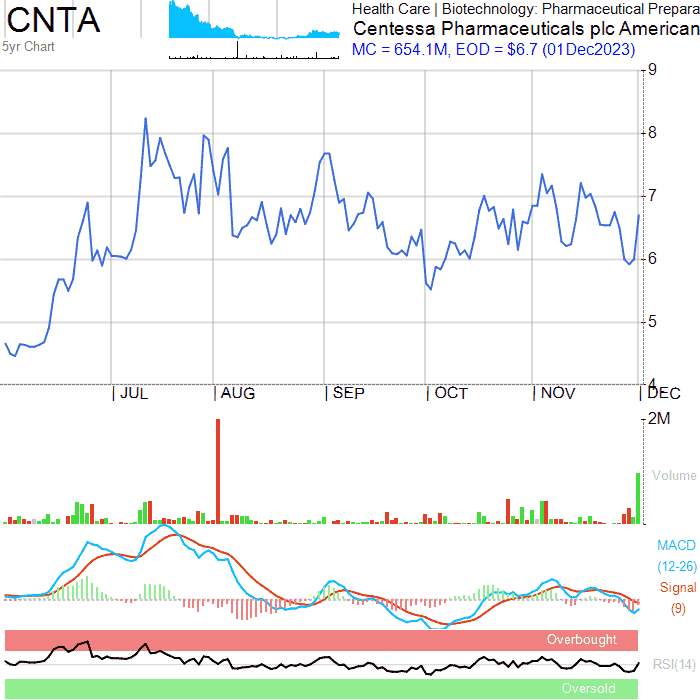 CNTA
5yr Chart
Health Care | Biotechnology: Pharmaceutical Prepara
Centessa Pharmaceuticals plc American
MC = 654.1M, EOD = $6.7 (01Dec2023)
9
8
7
6
5
4
| JUL | AUG | SEP | OCT | NOV | DEC
2M
Volume
MACD
(12-26)
Signal
(9)
Overbought
RSI(14)
Oversold